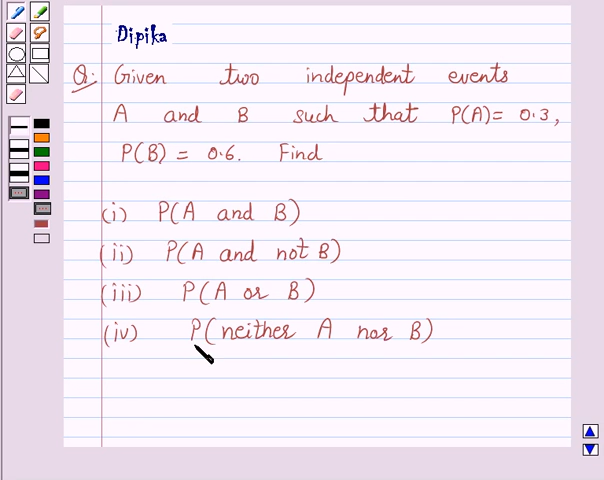 Dipika
Q: Given two independent events
A and B such that P(A) = 0.3,
P(B) = 0.6. Find
(i) P(A and B)
(ii) P(A and not B)
(iii) P(A or B)
(iv) P(neither A nor B)